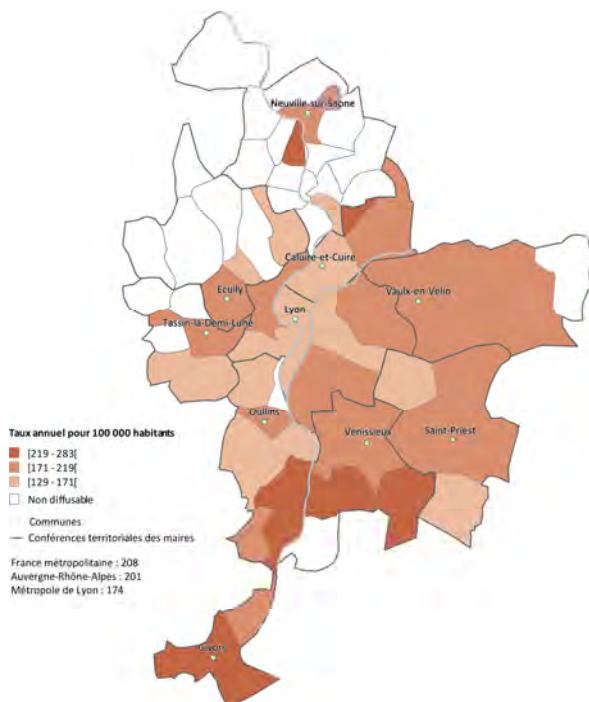 Neuville-sur-Saone
Caluire-et-Cuire
Ecully
Vaulx-en-Velin
Lyon
Tassin-la-Demi-Lune
Oullins
Venissieux
Saint-Priest
Givors
Taux annuel pour 100 000 habitants
[219 - 283[
[171 - 219[
[129 - 171[
Non diffusable
Communes
Conférences territoriales des maires
France métropolitaine : 208
Auvergne-Rhône-Alpes : 201
Métropole de Lyon : 174